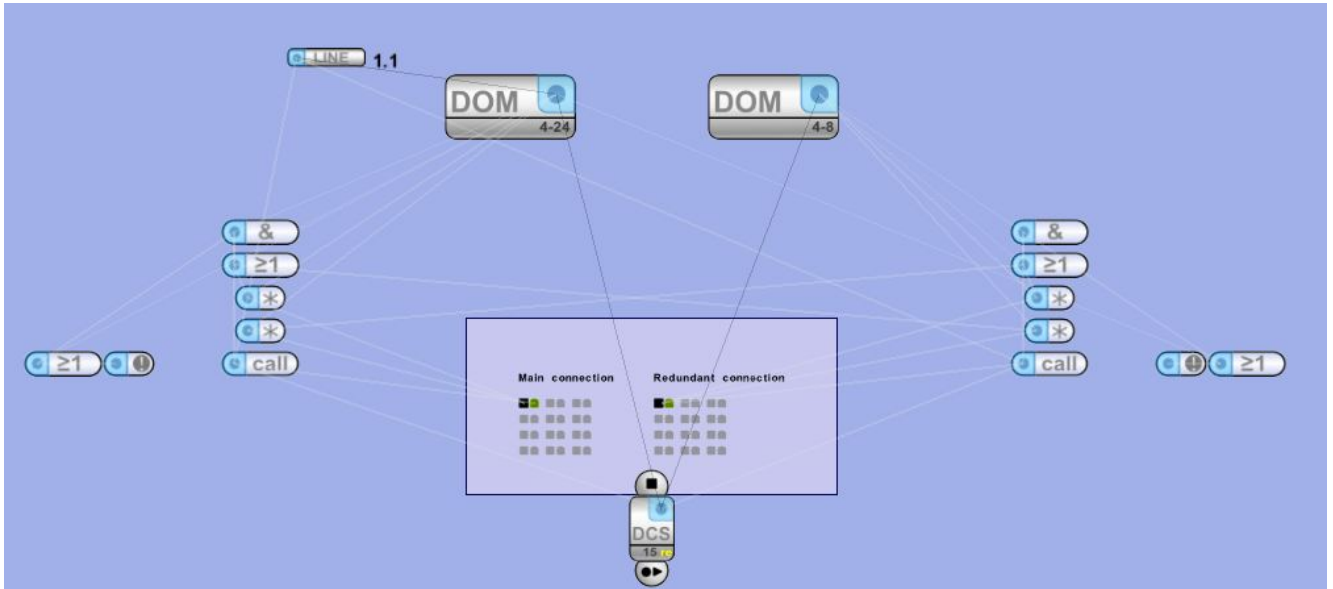 LINE 1.1
DOM DOM
4-24 4-8
& &
≥1 ≥1
* *
* *
≥1 call call ≥1
Main connection Redundant connection
DCS
15 re